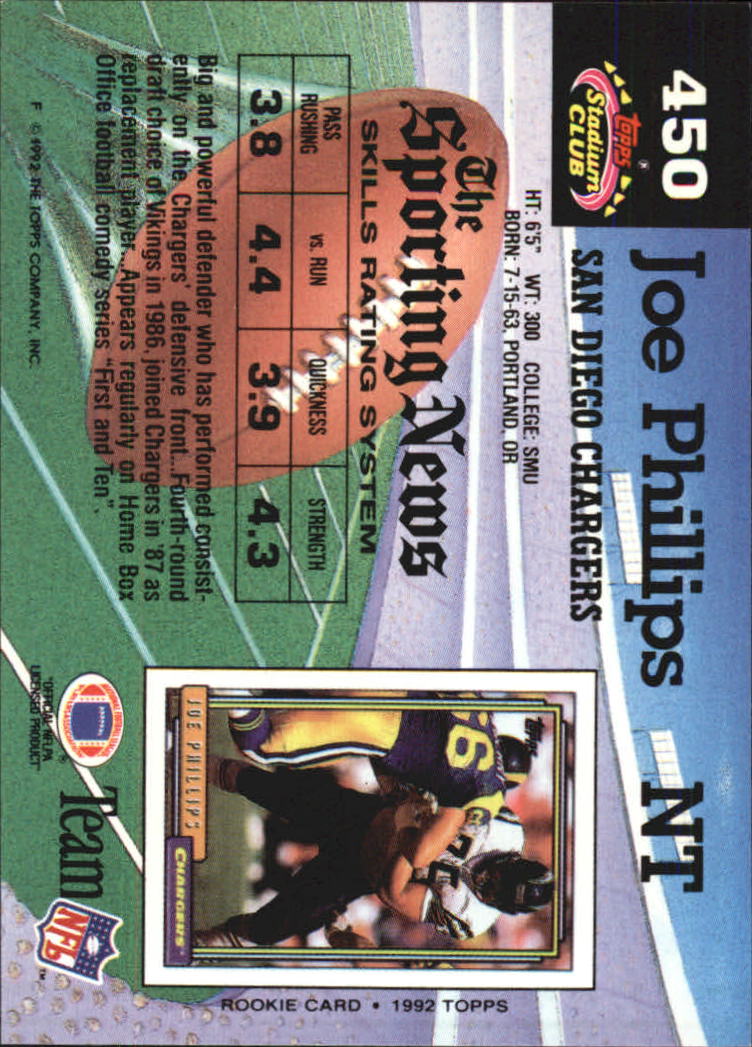 450
Topps®
Stadium
CLUB
Joe Phillips NT
SAN DIEGO CHARGERS
HT: 6'5" WT: 300 COLLEGE: SMU
BORN: 7-15-63, PORTLAND, OR
The
Sporting News
SKILLS RATING SYSTEM
PASS RUSHING
vs. RUN
QUICKNESS
STRENGTH
3.8 4.4 3.9 4.3
Big and powerful defender who has performed consist-
ently on the Chargers' defensive front...Fourth-round
draft choice of Vikings in 1986, joined Chargers in '87 as
replacement player...Appears regularly on Home Box
Office football comedy series "First and Ten".
F © 1992 THE TOPPS COMPANY, INC.
Topps
JOE PHILLIPS
CHARGERS
ROOKIE CARD • 1992 TOPPS
"OFFICIAL NFLPA
LICENSED PRODUCT"
Team
NFL
TM